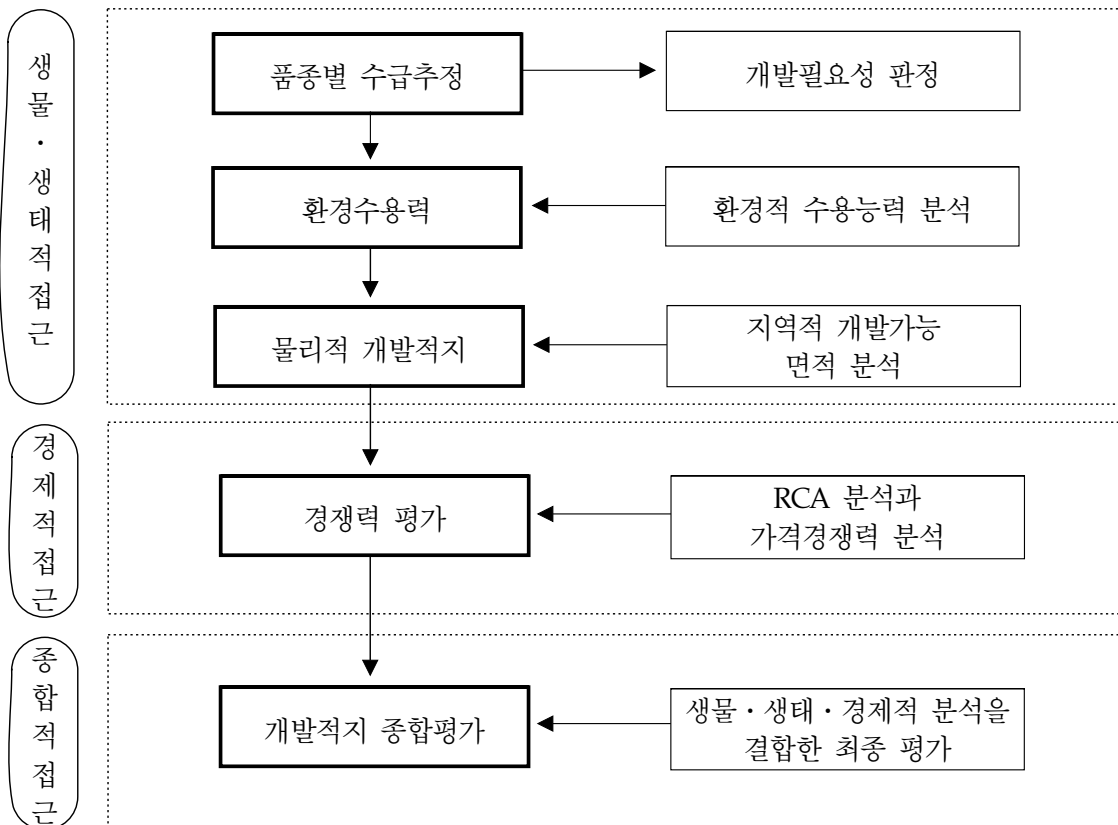 생물·생태적접근
품종별 수급추정
개발필요성 판정
환경수용력
환경적 수용능력 분석
물리적 개발적지
지역적 개발가능
면적 분석
경제적접근
경쟁력 평가
RCA 분석과
가격경쟁력 분석
종합적접근
개발적지 종합평가
생물·생태·경제적 분석을
결합한 최종 평가